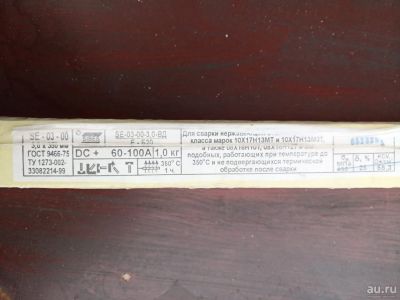 SE-03-00
3,0 х 350 мм
ГОСТ 9466-75
ТУ 1273-002-
33082214-99
SE-03-00-3,0-ВД
DC +
60-100А
1,0 кг
350°С
1 ч.
Для сварки
класса марок 10Х17Н13МТ и 10Х17Н13М3Т,
а также
подобных, работающих при температуре до
350°С и не подвергающихся термической
обработке после сварки
МПа
δ, %
au.ru